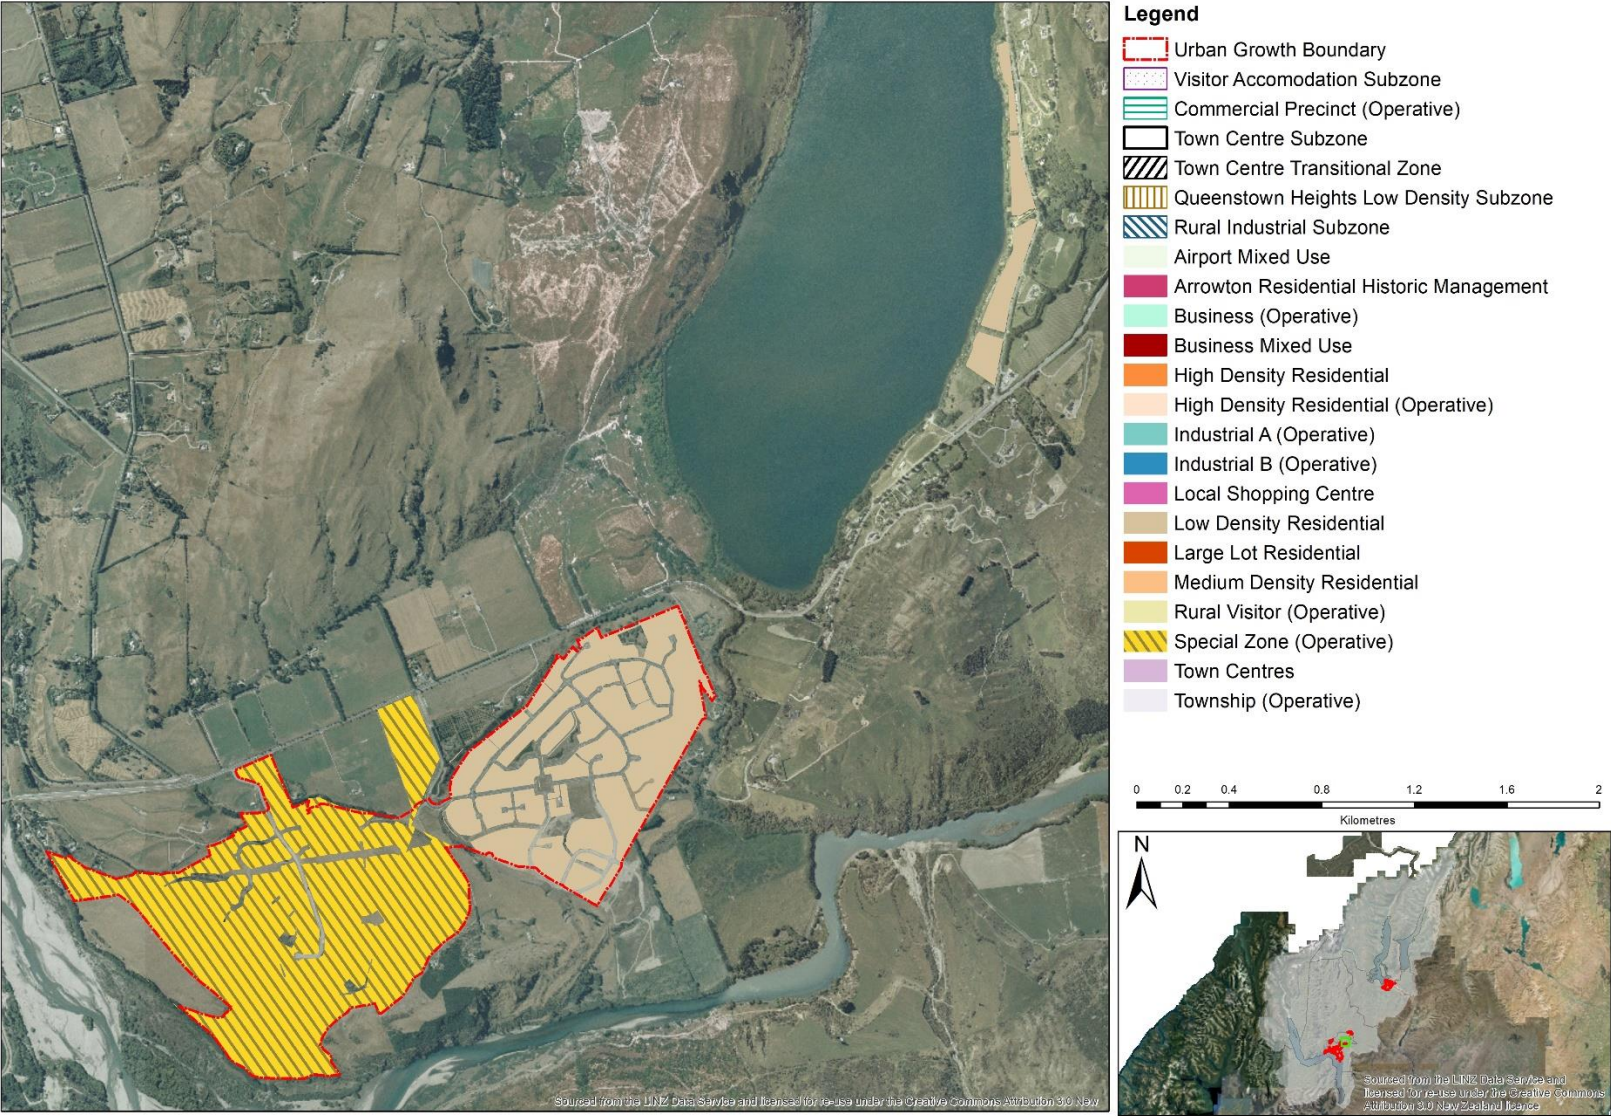 Legend
Urban Growth Boundary
Visitor Accomodation Subzone
Commercial Precinct (Operative)
Town Centre Subzone
Town Centre Transitional Zone
Queenstown Heights Low Density Subzone
Rural Industrial Subzone
Airport Mixed Use
Arrowton Residential Historic Management
Business (Operative)
Business Mixed Use
High Density Residential
High Density Residential (Operative)
Industrial A (Operative)
Industrial B (Operative)
Local Shopping Centre
Low Density Residential
Large Lot Residential
Medium Density Residential
Rural Visitor (Operative)
Special Zone (Operative)
Town Centres
Township (Operative)
0 0.2 0.4 0.8 1.2 1.6 2
Kilometres
N
Sourced from the LINZ Data Service and
licensed for re-use under the Creative Commons
Attribution 3.0 New Zealand licence
Sourced from the LINZ Data Service and licensed for re-use under the Creative Commons Attribution 3.0 New